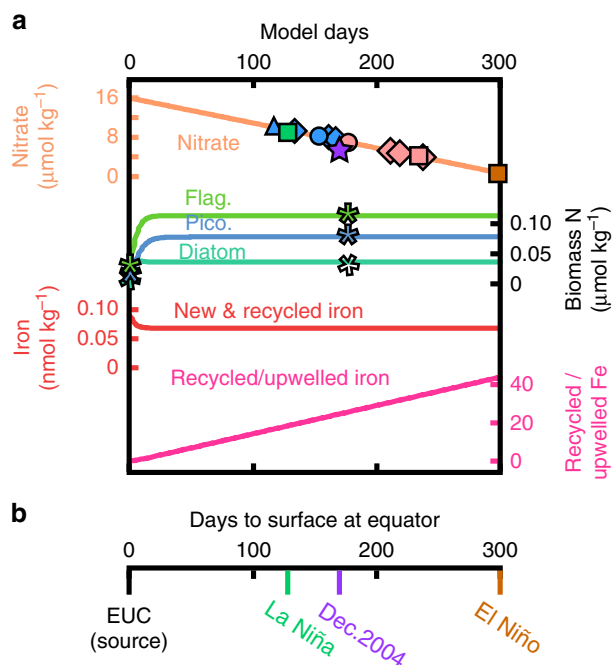 a
Model days
0 100 200 300
Nitrate
(μmol kg⁻¹)
16
8
0
Nitrate
Flag.
Pico.
Diatom
0.10
0.05
0
Biomass N
(μmol kg⁻¹)
Iron
(nmol kg⁻¹)
0.10
0.05
0
New & recycled iron
Recycled/upwelled iron
40
20
0
Recycled /
upwelled Fe
b
Days to surface at equator
0 100 200 300
EUC
(source)
La Niña
Dec.2004
El Niño